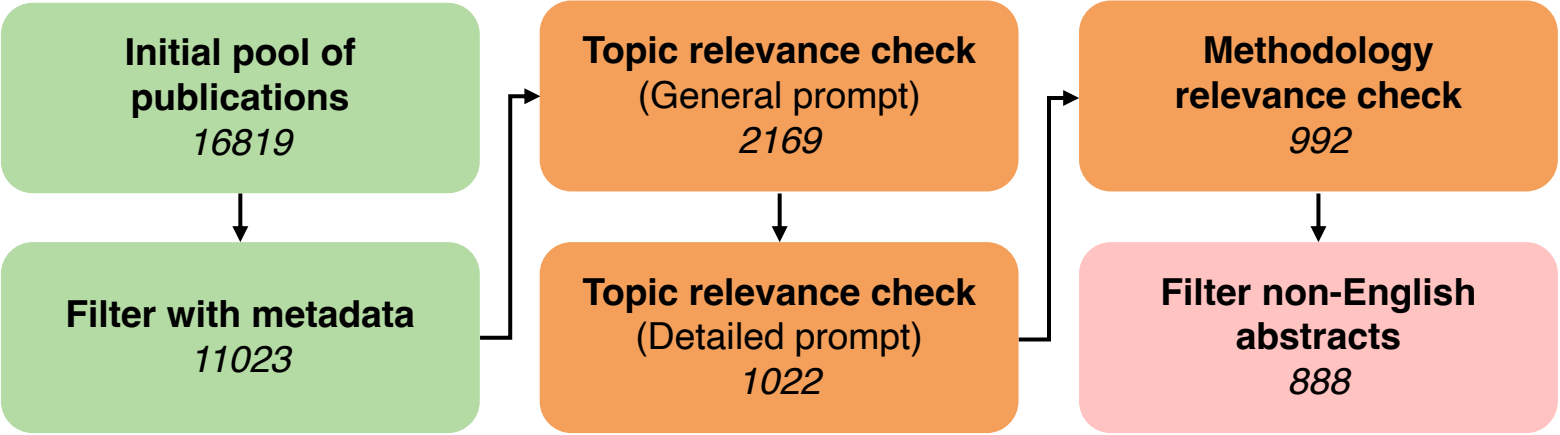 Initial pool of
publications
16819
Filter with metadata
11023
Topic relevance check
(General prompt)
2169
Topic relevance check
(Detailed prompt)
1022
Methodology
relevance check
992
Filter non-English
abstracts
888